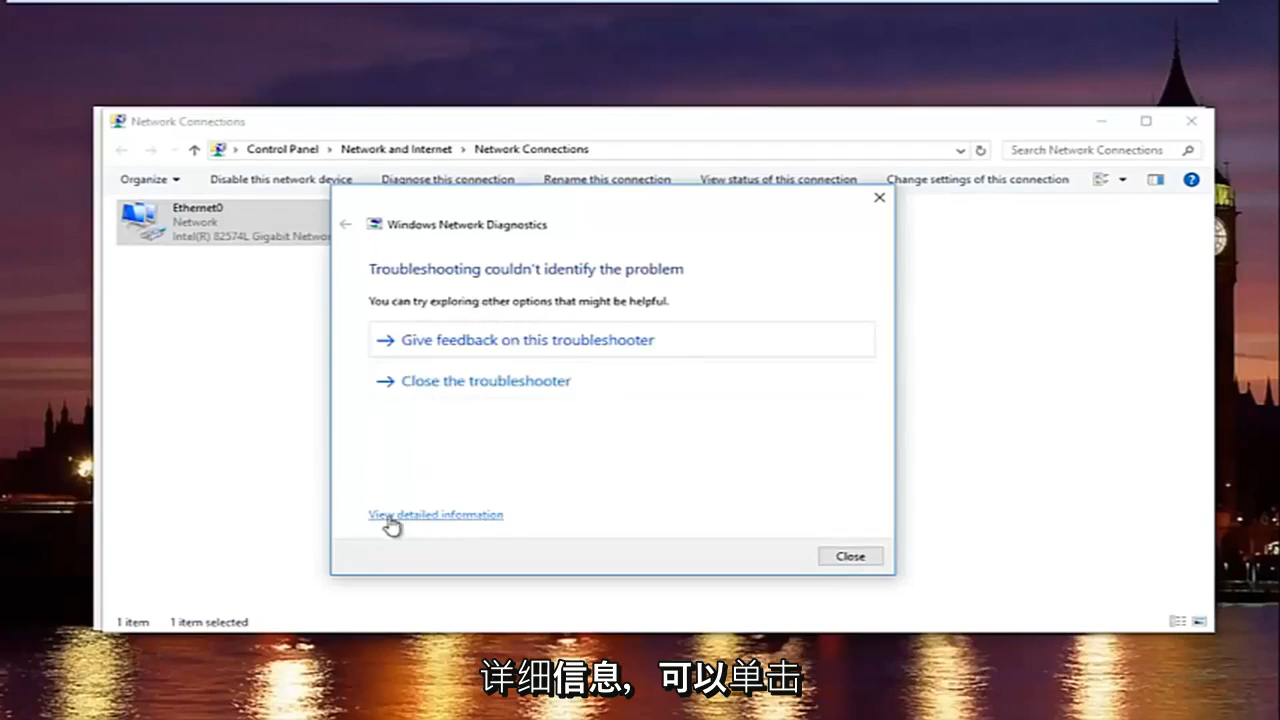 Network Connections
Control Panel > Network and Internet > Network Connections
Search Network Connections
Organize Disable this network device Diagnose this connection Rename this connection View status of this connection Change settings of this connection
Ethernet0
Network
Intel(R) 82574L Gigabit Networ
Windows Network Diagnostics
Troubleshooting couldn't identify the problem
You can try exploring other options that might be helpful.
Give feedback on this troubleshooter
Close the troubleshooter
View detailed information
Close
1 item 1 item selected
详细信息，可以单击